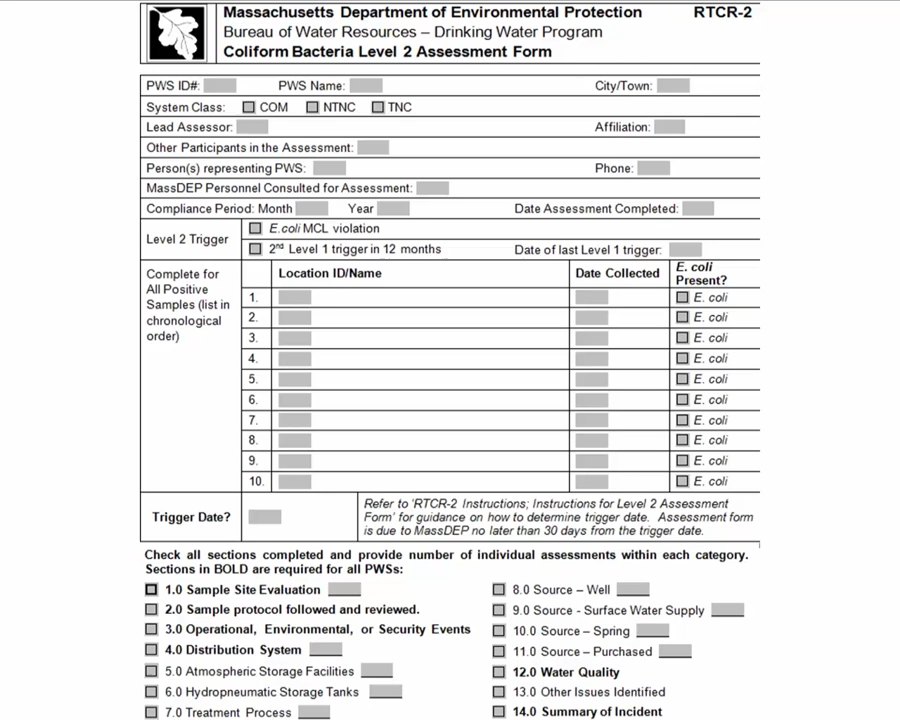 Massachusetts Department of Environmental Protection RTCR-2
Bureau of Water Resources – Drinking Water Program
Coliform Bacteria Level 2 Assessment Form
PWS ID#: PWS Name: City/Town:
System Class: COM NTNC TNC
Lead Assessor: Affiliation:
Other Participants in the Assessment:
Person(s) representing PWS: Phone:
MassDEP Personnel Consulted for Assessment:
Compliance Period: Month Year Date Assessment Completed:
Level 2 Trigger
E.coli MCL violation
2nd Level 1 trigger in 12 months Date of last Level 1 trigger:
Complete for
All Positive
Samples (list in
chronological
order)
Location ID/Name Date Collected E. coli
Present?
1. E. coli
2. E. coli
3. E. coli
4. E. coli
5. E. coli
6. E. coli
7. E. coli
8. E. coli
9. E. coli
10. E. coli
Trigger Date?
Refer to 'RTCR-2 Instructions; Instructions for Level 2 Assessment
Form' for guidance on how to determine trigger date. Assessment form
is due to MassDEP no later than 30 days from the trigger date.
Check all sections completed and provide number of individual assessments within each category.
Sections in BOLD are required for all PWSs:
1.0 Sample Site Evaluation
2.0 Sample protocol followed and reviewed.
3.0 Operational, Environmental, or Security Events
4.0 Distribution System
5.0 Atmospheric Storage Facilities
6.0 Hydropneumatic Storage Tanks
7.0 Treatment Process
8.0 Source – Well
9.0 Source - Surface Water Supply
10.0 Source – Spring
11.0 Source – Purchased
12.0 Water Quality
13.0 Other Issues Identified
14.0 Summary of Incident